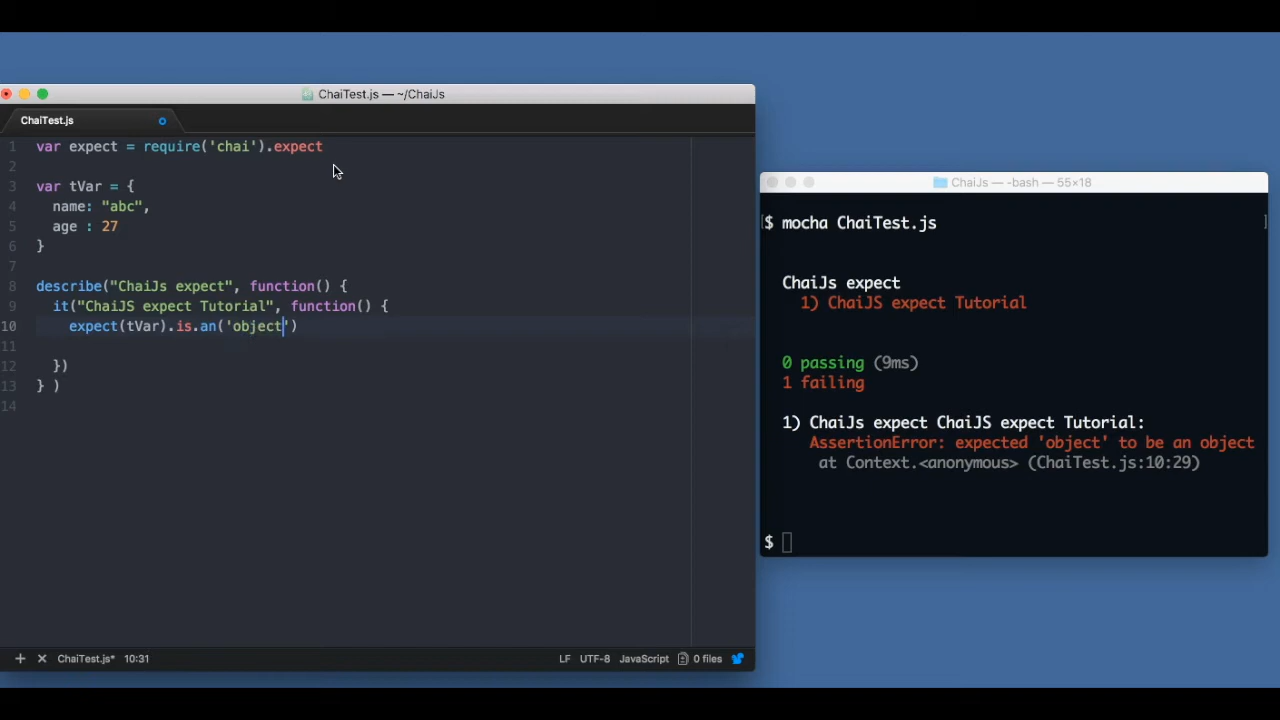 ChaiTest.js — ~/ChaiJs
ChaiTest.js
1 var expect = require('chai').expect
2
3 var tVar = {
4 name: "abc",
5 age : 27
6 }
7
8 describe("ChaiJs expect", function() {
9 it("ChaiJS expect Tutorial", function() {
10 expect(tVar).is.an('object')
11
12 })
13 } )
14
ChaiTest.js* 10:31 LF UTF-8 JavaScript 0 files
ChaiJs — -bash — 55×18
[$ mocha ChaiTest.js ]
ChaiJs expect
1) ChaiJS expect Tutorial
0 passing (9ms)
1 failing
1) ChaiJs expect ChaiJS expect Tutorial:
AssertionError: expected 'object' to be an object
at Context.<anonymous> (ChaiTest.js:10:29)
$